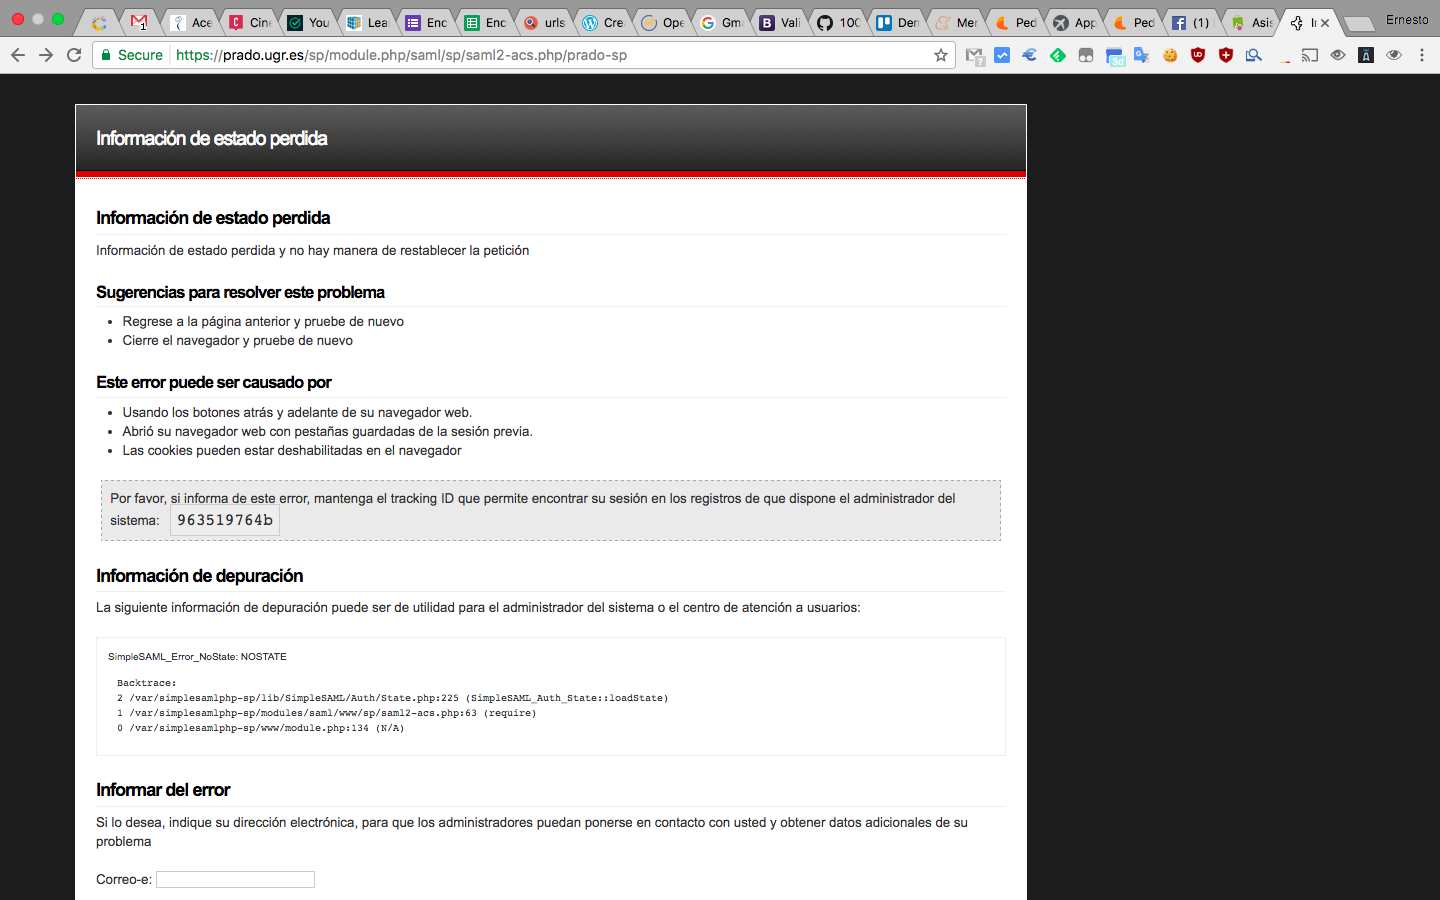 1 Ace Cine You Lear Enc Enc urls Crea Ope Gma Vali 100 Den Mer Ped App Ped (1) Asis Ernesto
Secure https://prado.ugr.es/sp/module.php/saml/sp/saml2-acs.php/prado-sp
? 3d UD
Información de estado perdida
Información de estado perdida
Información de estado perdida y no hay manera de restablecer la petición
Sugerencias para resolver este problema
• Regrese a la página anterior y pruebe de nuevo
• Cierre el navegador y pruebe de nuevo
Este error puede ser causado por
• Usando los botones atrás y adelante de su navegador web.
• Abrió su navegador web con pestañas guardadas de la sesión previa.
• Las cookies pueden estar deshabilitadas en el navegador
Por favor, si informa de este error, mantenga el tracking ID que permite encontrar su sesión en los registros de que dispone el administrador del
sistema: 963519764b
Información de depuración
La siguiente información de depuración puede ser de utilidad para el administrador del sistema o el centro de atención a usuarios:
SimpleSAML_Error_NoState: NOSTATE
Backtrace:
2 /var/simplesamlphp-sp/lib/SimpleSAML/Auth/State.php:225 (SimpleSAML_Auth_State::loadState)
1 /var/simplesamlphp-sp/modules/saml/www/sp/saml2-acs.php:63 (require)
0 /var/simplesamlphp-sp/www/module.php:134 (N/A)
Informar del error
Si lo desea, indique su dirección electrónica, para que los administradores puedan ponerse en contacto con usted y obtener datos adicionales de su
problema
Correo-e: